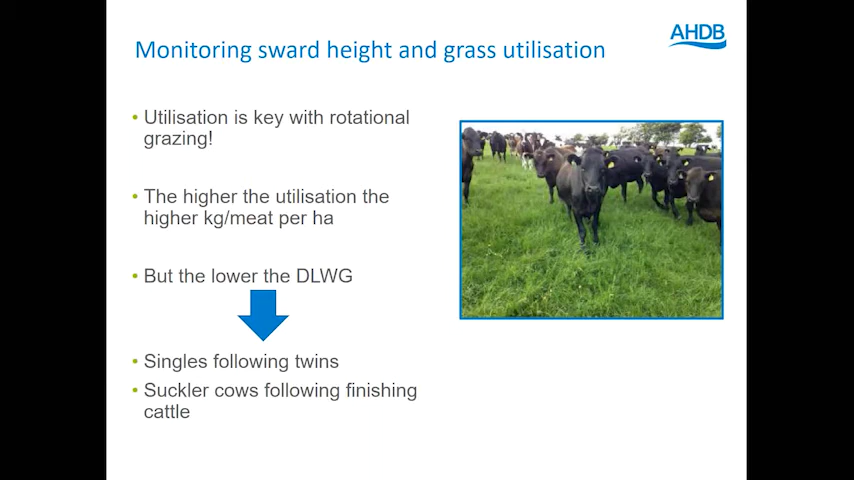 AHDB
Monitoring sward height and grass utilisation
• Utilisation is key with rotational
grazing!
• The higher the utilisation the
higher kg/meat per ha
• But the lower the DLWG
• Singles following twins
• Suckler cows following finishing
cattle